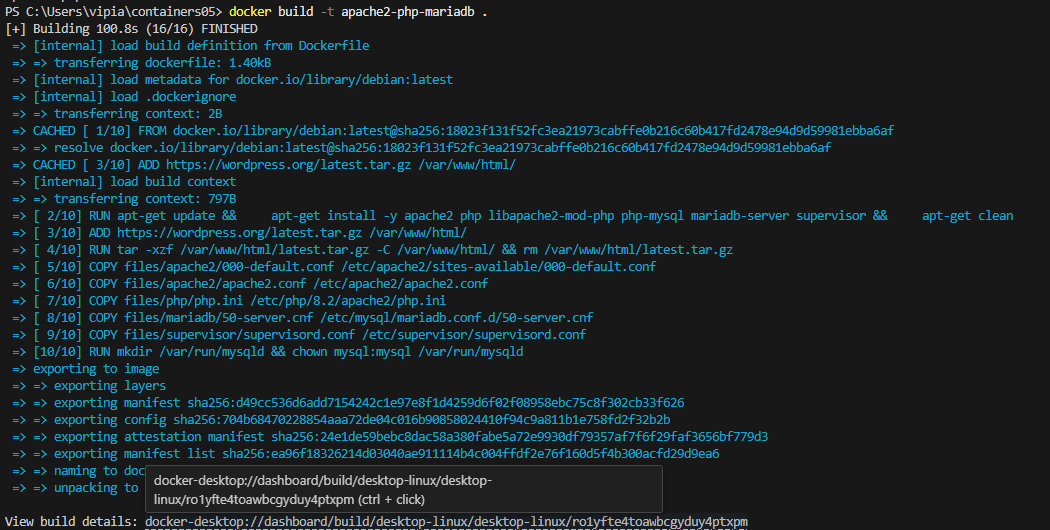 PS C:\Users\vipia\containers05> docker build -t apache2-php-mariadb .
[+] Building 100.8s (16/16) FINISHED
=> [internal] load build definition from Dockerfile
=> => transferring dockerfile: 1.40kB
=> [internal] load metadata for docker.io/library/debian:latest
=> [internal] load .dockerignore
=> => transferring context: 2B
=> CACHED [ 1/10] FROM docker.io/library/debian:latest@sha256:18023f131f52fc3ea21973cabffe0b216c60b417fd2478e94d9d59981ebba6af
=> => resolve docker.io/library/debian:latest@sha256:18023f131f52fc3ea21973cabffe0b216c60b417fd2478e94d9d59981ebba6af
=> CACHED [ 3/10] ADD https://wordpress.org/latest.tar.gz /var/www/html/
=> [internal] load build context
=> => transferring context: 797B
=> [ 2/10] RUN apt-get update &&     apt-get install -y apache2 php libapache2-mod-php php-mysql mariadb-server supervisor &&     apt-get clean
=> [ 3/10] ADD https://wordpress.org/latest.tar.gz /var/www/html/
=> [ 4/10] RUN tar -xzf /var/www/html/latest.tar.gz -C /var/www/html/ && rm /var/www/html/latest.tar.gz
=> [ 5/10] COPY files/apache2/000-default.conf /etc/apache2/sites-available/000-default.conf
=> [ 6/10] COPY files/apache2/apache2.conf /etc/apache2/apache2.conf
=> [ 7/10] COPY files/php/php.ini /etc/php/8.2/apache2/php.ini
=> [ 8/10] COPY files/mariadb/50-server.cnf /etc/mysql/mariadb.conf.d/50-server.cnf
=> [ 9/10] COPY files/supervisor/supervisord.conf /etc/supervisor/supervisord.conf
=> [10/10] RUN mkdir /var/run/mysqld && chown mysql:mysql /var/run/mysqld
=> exporting to image
=> => exporting layers
=> => exporting manifest sha256:d49cc536d6add7154242c1e97e8f1d4259d6f02f08958ebc75c8f302cb33f626
=> => exporting config sha256:704b68470228854aaa72de04c016b90858024410f94c9a811b1e758fd2f32b2b
=> => exporting attestation manifest sha256:24e1de59bebc8dac58a380fabe5a72e9930df79357af7f6f29faf3656bf779d3
=> => exporting manifest list sha256:ea96f18326214d03040ae911114b4c004ffdf2e76f160d5f4b300acfd29d9ea6
=> => naming to doc
=> => unpacking to
docker-desktop://dashboard/build/desktop-linux/desktop-
linux/ro1yfte4toawbcgyduy4ptxpm (ctrl + click)
View build details: docker-desktop://dashboard/build/desktop-linux/desktop-linux/ro1yfte4toawbcgyduy4ptxpm